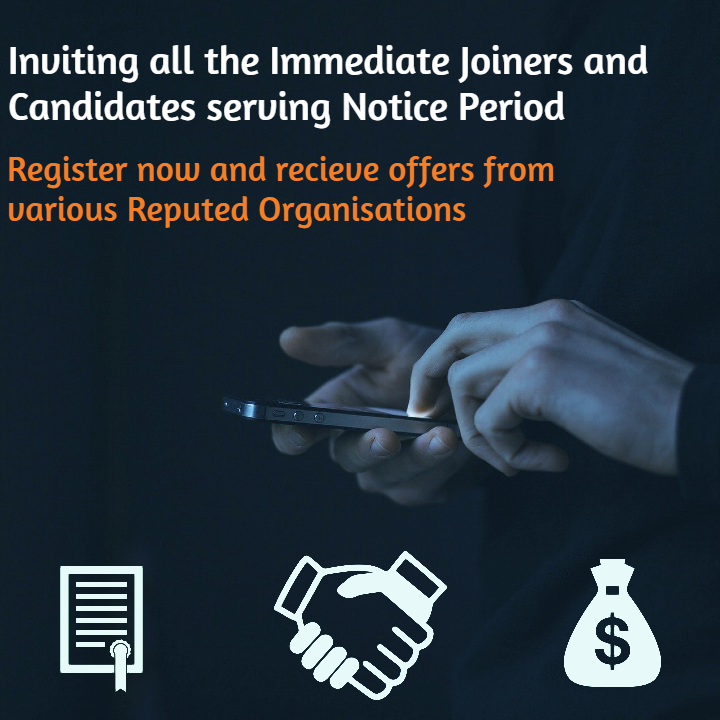 Inviting all the Immediate Joiners and
Candidates serving Notice Period
Register now and recieve offers from
various Reputed Organisations
$